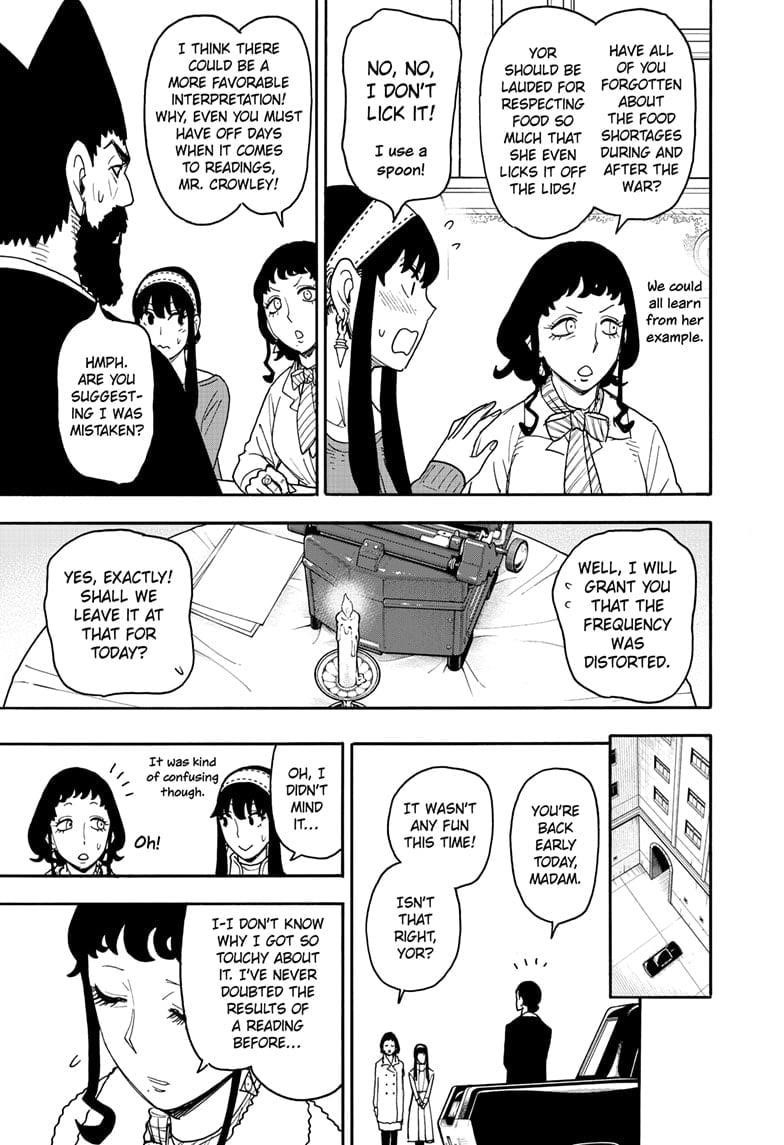 HAVE ALL
OF YOU
FORGOTTEN
ABOUT
THE FOOD
SHORTAGES
DURING AND
AFTER THE
WAR?
YOR
SHOULD BE
LAUDED FOR
RESPECTING
FOOD SO
MUCH THAT
SHE EVEN
LICKS IT OFF
THE LIDS!
We could
all learn
from her
example.
NO, NO,
I DON'T
LICK IT!
I use a
spoon!
I THINK THERE
COULD BE A
MORE FAVORABLE
INTERPRETATION!
WHY, EVEN YOU MUST
HAVE OFF DAYS
WHEN IT COMES
TO READINGS,
MR. CROWLEY!
HMPH.
ARE YOU
SUGGEST-
ING I WAS
MISTAKEN?
WELL, I WILL
GRANT YOU
THAT THE
FREQUENCY
WAS
DISTORTED.
YES, EXACTLY!
SHALL WE
LEAVE IT AT
THAT FOR
TODAY?
YOU'RE
BACK
EARLY
TODAY,
MADAM.
IT WASN'T
ANY FUN
THIS TIME!
ISN'T
THAT
RIGHT,
YOR?
OH, I
DIDN'T
MIND
IT...
It was kind
of confusing
though.
Oh!
I-I DON'T KNOW
WHY I GOT SO
TOUCHY ABOUT
IT. I'VE NEVER
DOUBTED THE
RESULTS OF
A READING
BEFORE...